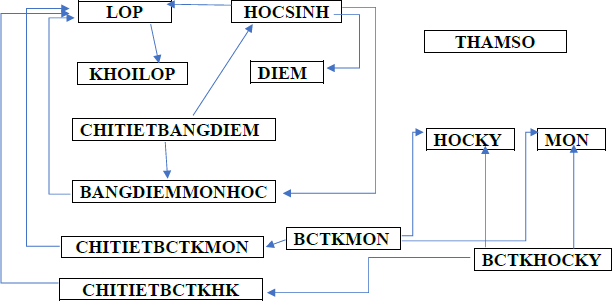 LOP
HOCSINH
THAMSO
KHOILOP
DIEM
CHITIETBANGDIEM
HOCKY
MON
BANGDIEMMONHOC
CHITIETBCTKMON
BCTKMON
BCTKHOCKY
CHITIETBCTKHK